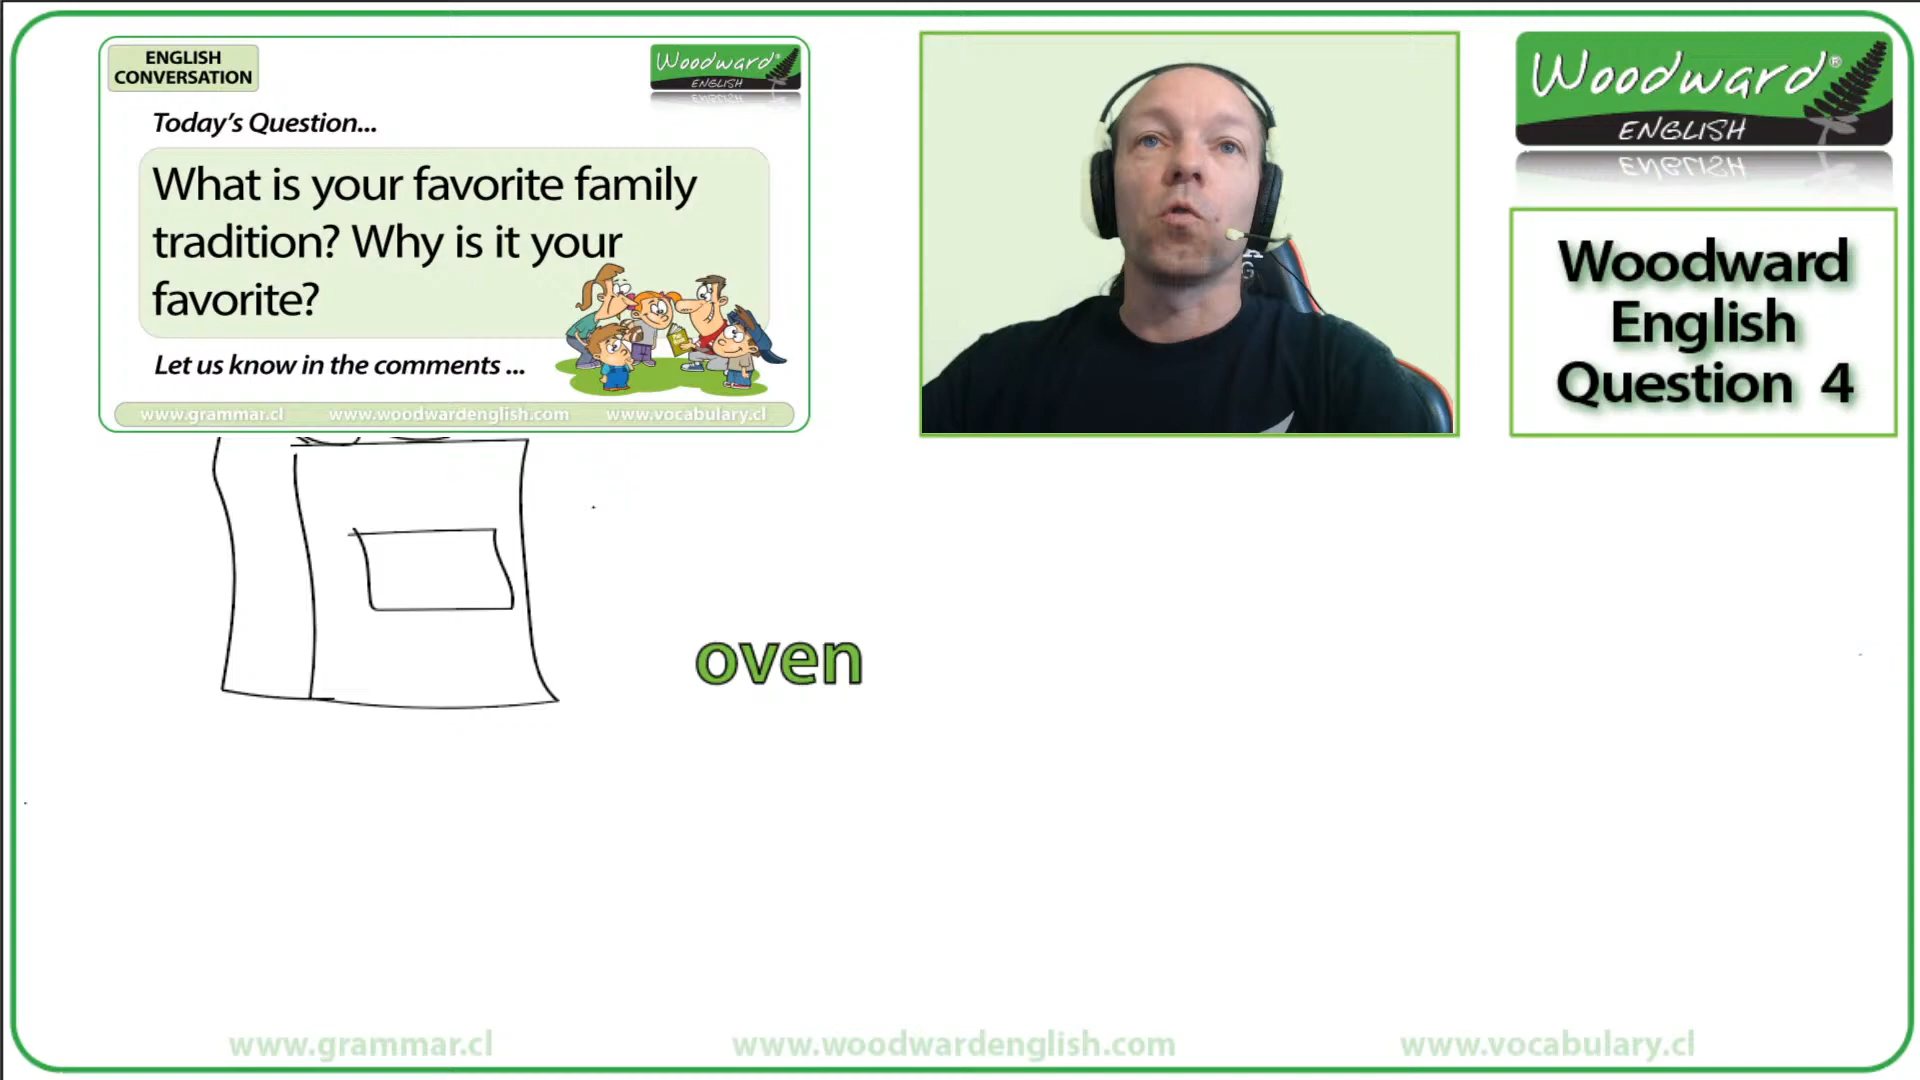 ENGLISH
CONVERSATION
Woodward
ENGLISH
Today's Question...
What is your favorite family
tradition? Why is it your
favorite?
Let us know in the comments ...
www.grammar.cl www.woodwardenglish.com www.vocabulary.cl
Woodward®
ENGLISH
Woodward
English
Question 4
oven
www.grammar.cl www.woodwardenglish.com www.vocabulary.cl